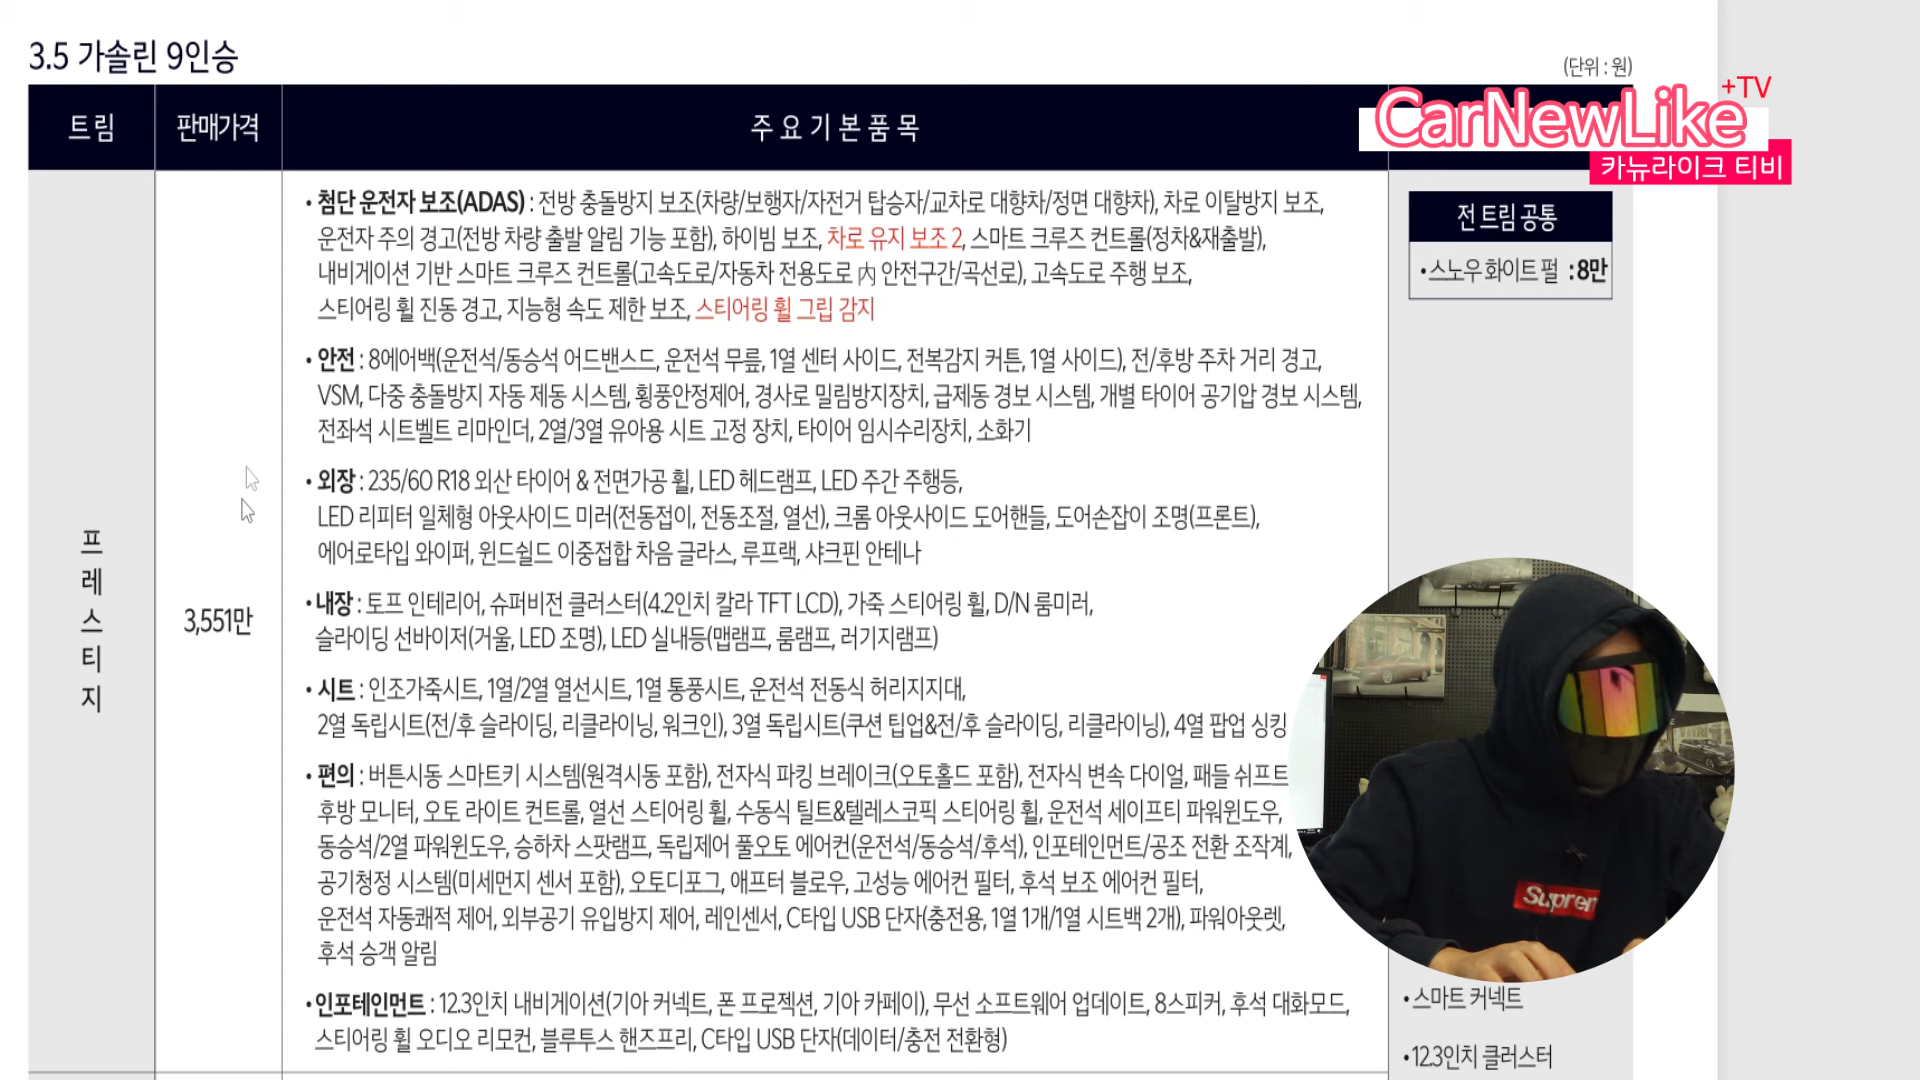 3.5 가솔린 9인승
(단위 : 원)
+TV
CarNewLike
카뉴라이크 티비
트림
판매가격
주 요 기 본 품 목
• 첨단 운전자 보조(ADAS) : 전방 충돌방지 보조(차량/보행자/자전거 탑승자/교차로 대향차/정면 대향차), 차로 이탈방지 보조,
운전자 주의 경고(전방 차량 출발 알림 기능 포함), 하이빔 보조, 차로 유지 보조 2, 스마트 크루즈 컨트롤(정차&재출발),
내비게이션 기반 스마트 크루즈 컨트롤(고속도로/자동차 전용도로 內 안전구간/곡선로), 고속도로 주행 보조,
스티어링 휠 진동 경고, 지능형 속도 제한 보조, 스티어링 휠 그립 감지
• 안전 : 8에어백(운전석/동승석 어드밴스드, 운전석 무릎, 1열 센터 사이드, 전복감지 커튼, 1열 사이드), 전/후방 주차 거리 경고,
VSM, 다중 충돌방지 자동 제동 시스템, 횡풍안정제어, 경사로 밀림방지장치, 급제동 경보 시스템, 개별 타이어 공기압 경보 시스템,
전좌석 시트벨트 리마인더, 2열/3열 유아용 시트 고정 장치, 타이어 임시수리장치, 소화기
• 외장 : 235/60 R18 외산 타이어 & 전면가공 휠, LED 헤드램프, LED 주간 주행등,
LED 리피터 일체형 아웃사이드 미러(전동접이, 전동조절, 열선), 크롬 아웃사이드 도어핸들, 도어손잡이 조명(프론트),
에어로타입 와이퍼, 윈드쉴드 이중접합 차음 글라스, 루프랙, 샤크핀 안테나
프레스티지
3,551만
• 내장 : 토프 인테리어, 슈퍼비전 클러스터(4.2인치 칼라 TFT LCD), 가죽 스티어링 휠, D/N 룸미러,
슬라이딩 선바이저(거울, LED 조명), LED 실내등(맵램프, 룸램프, 러기지램프)
• 시트 : 인조가죽시트, 1열/2열 열선시트, 1열 통풍시트, 운전석 전동식 허리지지대,
2열 독립시트(전/후 슬라이딩, 리클라이닝, 워크인), 3열 독립시트(쿠션 팁업&전/후 슬라이딩, 리클라이닝), 4열 팝업 싱킹
• 편의 : 버튼시동 스마트키 시스템(원격시동 포함), 전자식 파킹 브레이크(오토홀드 포함), 전자식 변속 다이얼, 패들 쉬프트
후방 모니터, 오토 라이트 컨트롤, 열선 스티어링 휠, 수동식 틸트&텔레스코픽 스티어링 휠, 운전석 세이프티 파워윈도우,
동승석/2열 파워윈도우, 승하차 스팟램프, 독립제어 풀오토 에어컨(운전석/동승석/후석), 인포테인먼트/공조 전환 조작계,
공기청정 시스템(미세먼지 센서 포함), 오토디포그, 애프터 블로우, 고성능 에어컨 필터, 후석 보조 에어컨 필터,
운전석 자동쾌적 제어, 외부공기 유입방지 제어, 레인센서, C타입 USB 단자(충전용, 1열 1개/1열 시트백 2개), 파워아웃렛,
후석 승객 알림
• 인포테인먼트 : 12.3인치 내비게이션(기아 커넥트, 폰 프로젝션, 기아 카페이), 무선 소프트웨어 업데이트, 8스피커, 후석 대화모드,
스티어링 휠 오디오 리모컨, 블루투스 핸즈프리, C타입 USB 단자(데이터/충전 전환형)
전 트림 공통
• 스노우 화이트 펄 : 8만
Supren
• 스마트 커넥트
• 12.3인치 클러스터